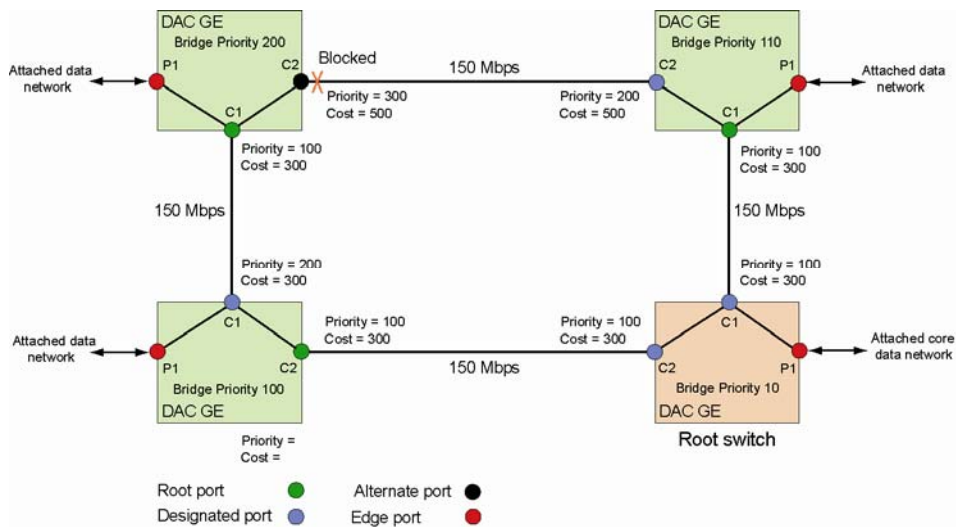 DAC GE
Bridge Priority 200
P1
C2
C1
Blocked
Attached data
network
Priority = 300
Cost = 500
150 Mbps
Priority = 200
Cost = 500
DAC GE
Bridge Priority 110
C2
P1
C1
Attached data
network
Priority = 100
Cost = 300
Priority = 100
Cost = 300
150 Mbps
150 Mbps
Priority = 200
Cost = 300
Priority = 100
Cost = 300
Attached data
network
C1
P1
C2
Bridge Priority 100
DAC GE
Priority = 100
Cost = 300
150 Mbps
Priority = 100
Cost = 300
C1
C2
P1
Bridge Priority 10
DAC GE
Attached core
data network
Root switch
Priority =
Cost =
Root port
Alternate port
Designated port
Edge port